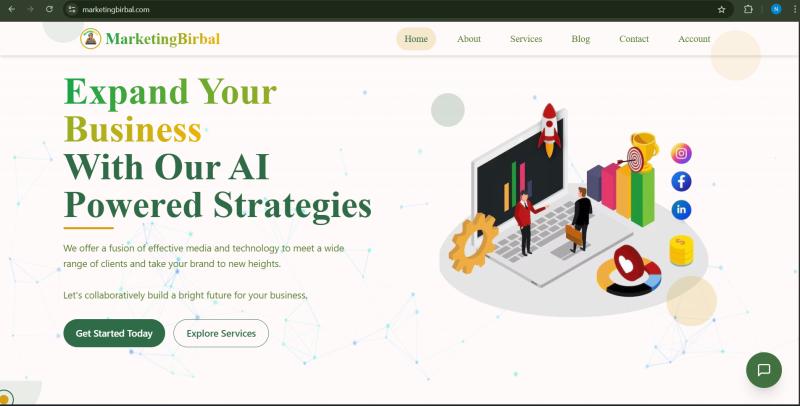 marketingbirbal.com
N
MarketingBirbal
Home About Services Blog Contact Account
Expand Your
Business
With Our AI
Powered Strategies
We offer a fusion of effective media and technology to meet a wide
range of clients and take your brand to new heights.
Let's collaboratively build a bright future for your business.
Get Started Today Explore Services